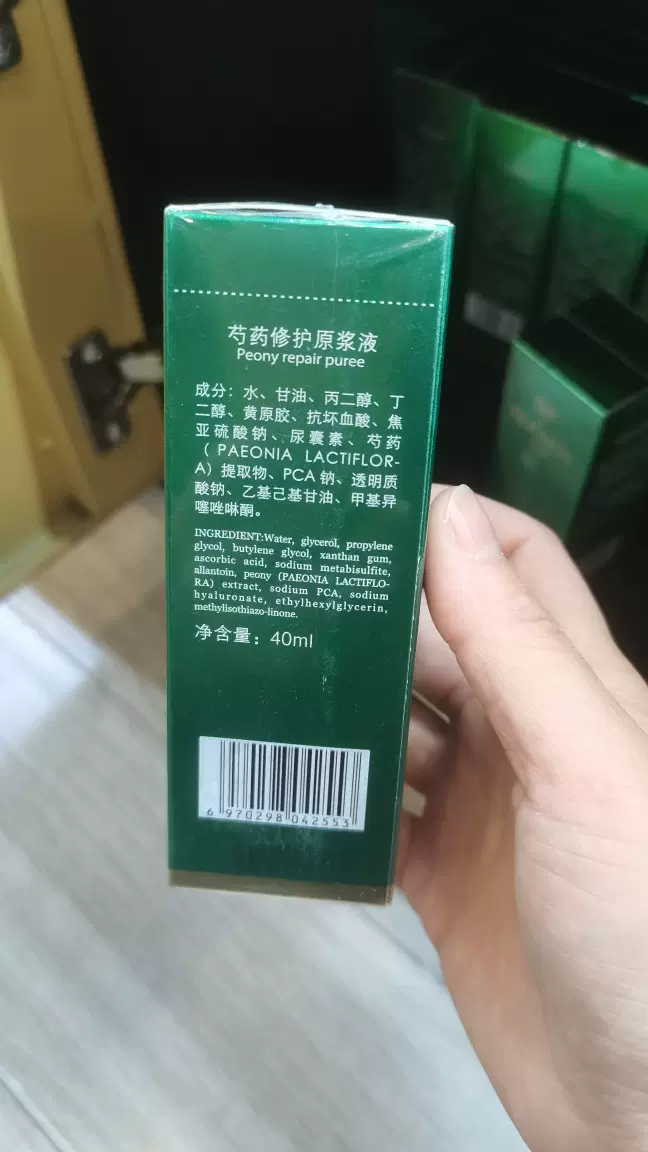 芍药修护原浆液
Peony repair puree
成分：水、甘油、丙二醇、丁
二醇、黄原胶、抗坏血酸、焦
亚硫酸钠、尿囊素、芍药
（ PAEONIA LACTIFLOR-
A）提取物、PCA 钠、透明质
酸钠、乙基己基甘油、甲基异
噻唑啉酮。
INGREDIENT:Water, glycerol, propylene
glycol, butylene glycol, xanthan gum,
ascorbic acid, sodium metabisulfite,
allantoin, peony (PAEONIA LACTIFLO-
RA) extract, sodium PCA, sodium
hyaluronate, ethylhexylglycerin,
methylisothiazo-linone.
净含量：40ml
6 970298 042553